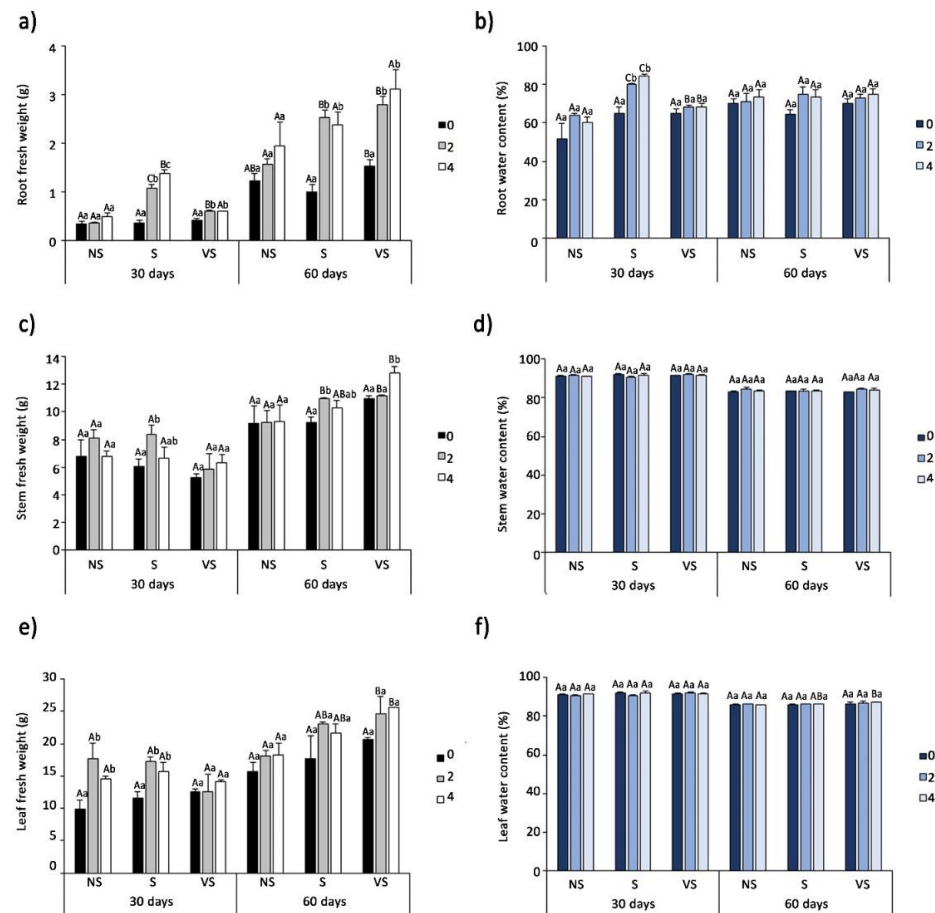 a)
Root fresh weight (g)
4
3
2
1
0
Aa Aa Aa
Aa Cb Bc
Aa Bb Ab
ABa Aa Aa
Aa Bb Ab
Ba Bb Ab
NS S VS NS S VS
30 days 60 days
0
2
4
b)
Root water content (%)
100
80
60
40
20
0
Aa Aa Aa
Aa Cb Cb
Aa Ba Ba
Aa Aa Aa
Aa Aa Aa
Aa Aa Aa
NS S VS NS S VS
30 days 60 days
0
2
4
c)
Stem fresh weight (g)
14
12
10
8
6
4
2
0
Aa Aa Aa
Aa Ab Aab
Aa Aa Aa
Aa Aa Aa
Aa Bb ABab
Aa Ba Bb
NS S VS NS S VS
30 days 60 days
0
2
4
d)
Stem water content (%)
100
80
60
40
20
0
Aa Aa Aa
Aa Aa Aa
Aa Aa Aa
Aa Aa Aa
Aa Aa Aa
Aa Aa Aa
NS S VS NS S VS
30 days 60 days
0
2
4
e)
Leaf fresh weight (g)
30
25
20
15
10
5
0
Aa Ab Ab
Aa Ab Ab
Aa Aa Aa
Aa Aa Aa
Aa ABa ABa
Aa Ba Ba
NS S VS NS S VS
30 days 60 days
0
2
4
f)
Leaf water content (%)
100
80
60
40
20
0
Aa Aa Aa
Aa Aa Aa
Aa Aa Aa
Aa Aa Aa
Aa Aa ABa
Aa Aa Ba
NS S VS NS S VS
30 days 60 days
0
2
4